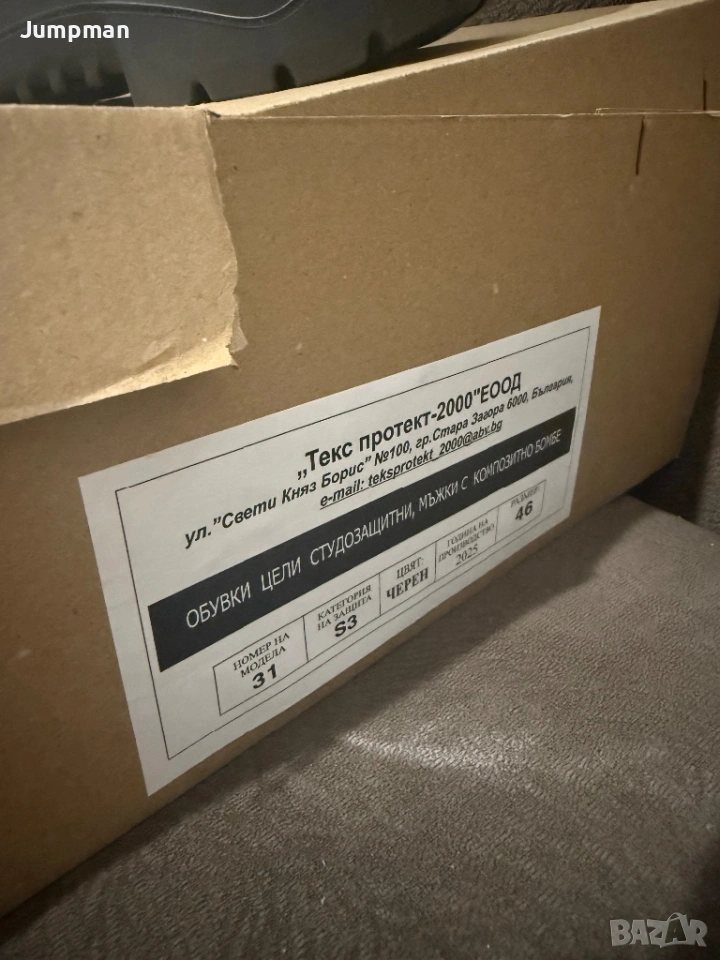 Jumpman
„Текс протект-2000"ЕООД
ул."Свети Княз Борис" №100, гр.Стара Загора 6000, България,
e-mail: teksprotekt_2000@abv.bg
ОБУВКИ ЦЕЛИ СТУДОЗАЩИТНИ, МЪЖКИ С КОМПОЗИТНО БОМБЕ
НОМЕР НА МОДЕЛА 31
КАТЕГОРИЯ НА ЗАЩИТА S3
ЦВЯТ: ЧЕРЕН
ГОДИНА НА ПРОИЗВОДСТВО 2025
РАЗМЕР: 46
BAZAR